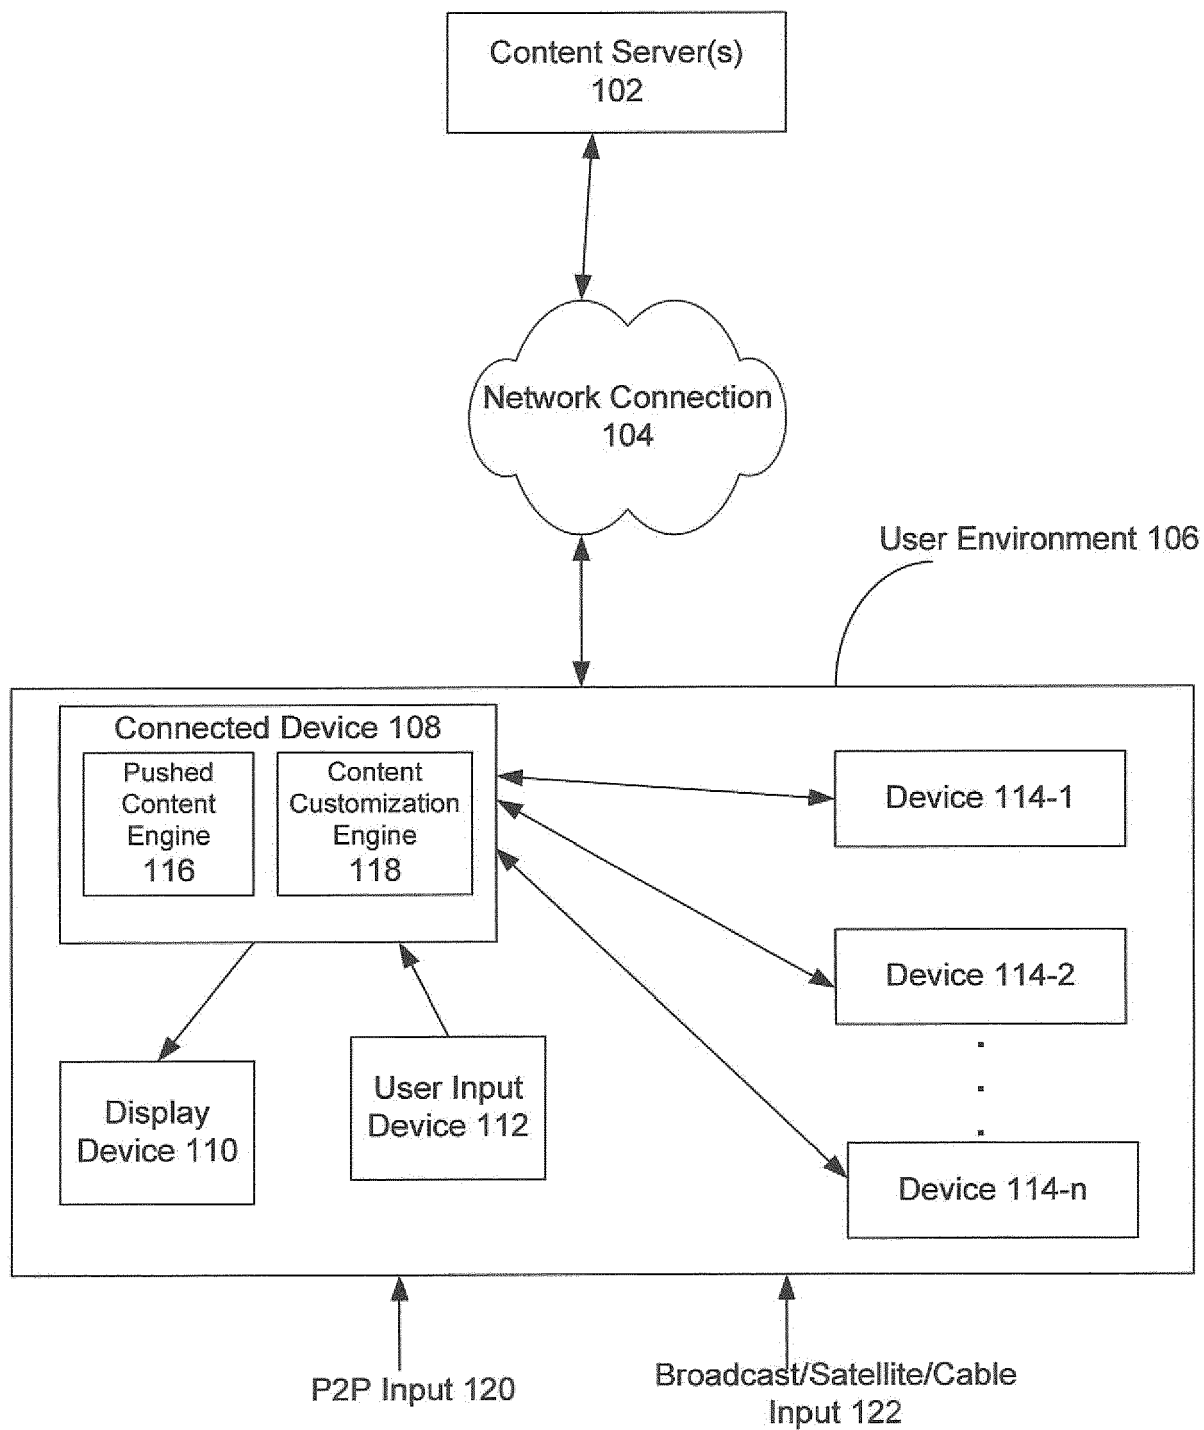 Content Server(s)
102
Network Connection
104
User Environment 106
Connected Device 108
Pushed
Content
Engine
116
Content
Customization
Engine
118
Device 114-1
Device 114-2
Display
Device 110
User Input
Device 112
Device 114-n
P2P Input 120
Broadcast/Satellite/Cable
Input 122